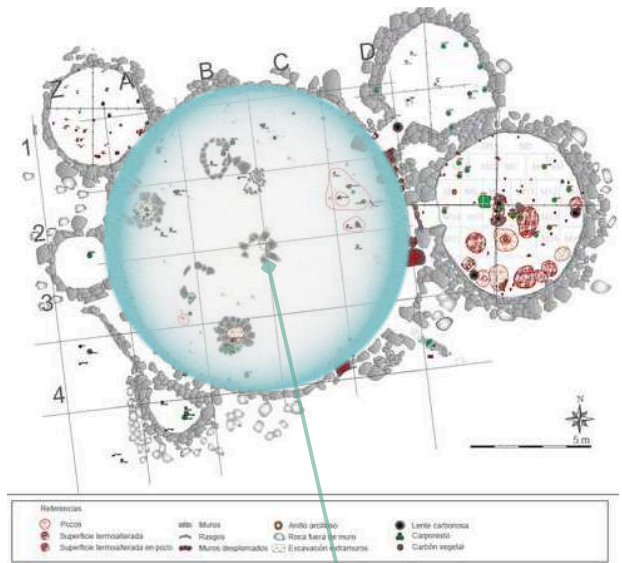 Z A B C D
1
2
3
4
N
5 m
Referencias
Pozos
Superficie termoalterada
Superficie termoalterada en pozo
Muros
Rasgos
Muros desplomados
Anillo arcilloso
Roca fuera de muro
Excavación extramuros
Lente carbonosa
Carporesto
Carbón vegetal